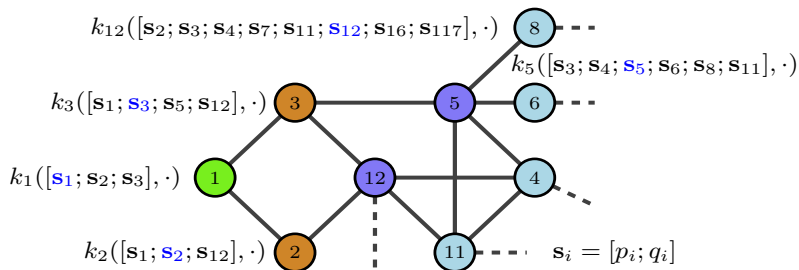 k₁₂([s₂; s₃; s₄; s₇; s₁₁; s₁₂; s₁₆; s₁₁₇], ·)
8
k₅([s₃; s₄; s₅; s₆; s₈; s₁₁], ·)
k₃([s₁; s₃; s₅; s₁₂], ·)
3
5
6
k₁([s₁; s₂; s₃], ·)
1
12
4
k₂([s₁; s₂; s₁₂], ·)
2
11
sᵢ = [pᵢ; qᵢ]